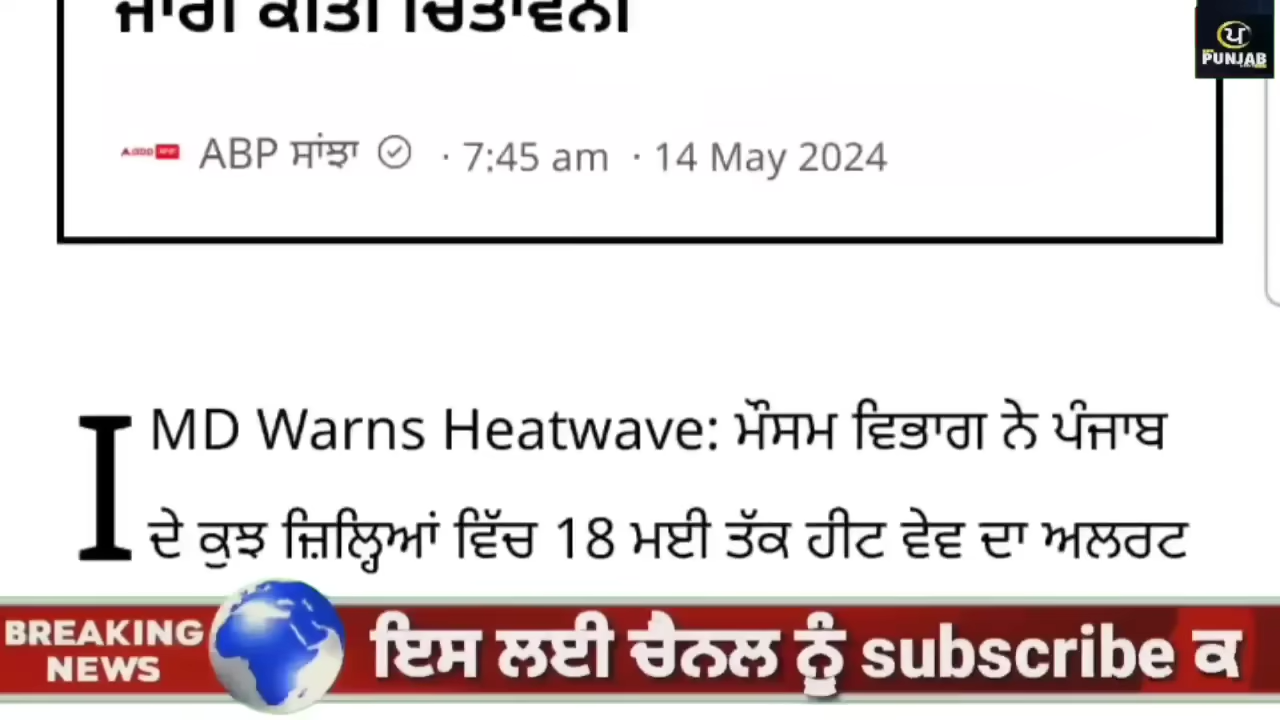 ਜਾਰੀ ਕੀਤੀ ਚਿਤਾਵਨੀ
ਪ
PUNJAB
ABP ਸਾਂਝਾ · 7:45 am · 14 May 2024
IMD Warns Heatwave: ਮੌਸਮ ਵਿਭਾਗ ਨੇ ਪੰਜਾਬ
ਦੇ ਕੁਝ ਜ਼ਿਲ੍ਹਿਆਂ ਵਿੱਚ 18 ਮਈ ਤੱਕ ਹੀਟ ਵੇਵ ਦਾ ਅਲਰਟ
BREAKING
NEWS
ਇਸ ਲਈ ਚੈਨਲ ਨੂੰ subscribe ਕ